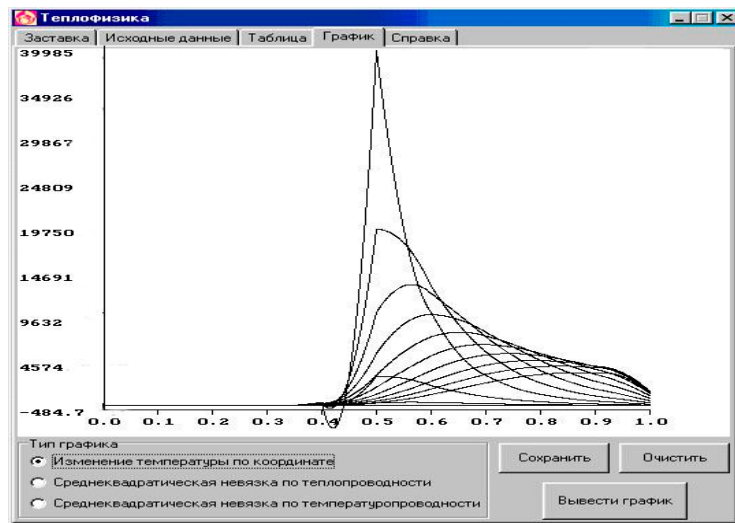 Теплофизика
Заставка Исходные данные Таблица График Справка
39985
34926
29867
24809
19750
14691
9632
4574
-484.7
0.0 0.1 0.2 0.3 0.4 0.5 0.6 0.7 0.8 0.9 1.0
Тип графика
Изменение температуры по координате
Среднеквадратическая невязка по теплопроводности
Среднеквадратическая невязка по температуропроводности
Сохранить Очистить
Вывести график